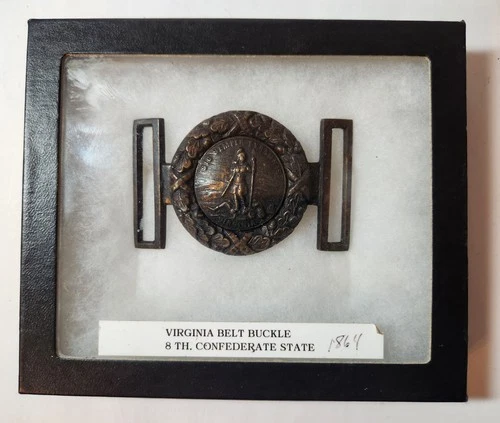 VIRGINIA BELT BUCKLE
8 TH. CONFEDERATE STATE 1864